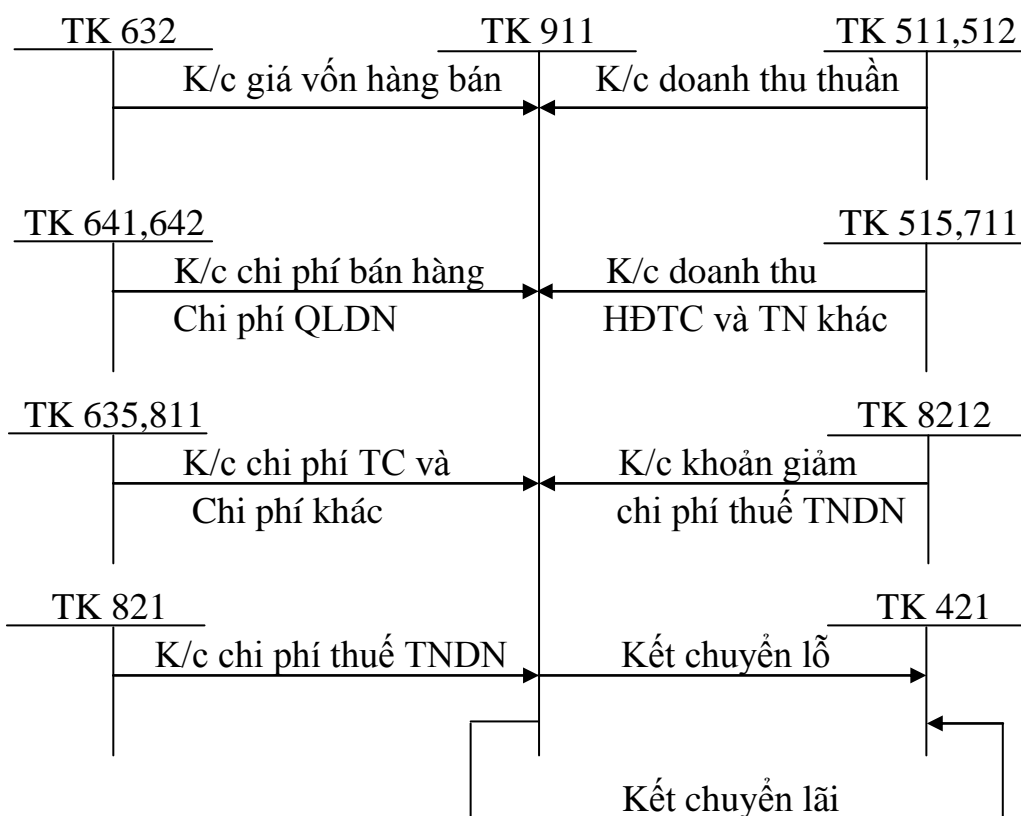 TK 632 TK 911 TK 511,512
K/c giá vốn hàng bán K/c doanh thu thuần
TK 641,642 TK 515,711
K/c chi phí bán hàng K/c doanh thu
Chi phí QLDN HĐTC và TN khác
TK 635,811 TK 8212
K/c chi phí TC và K/c khoản giảm
Chi phí khác chi phí thuế TNDN
TK 821 TK 421
K/c chi phí thuế TNDN Kết chuyển lỗ
Kết chuyển lãi